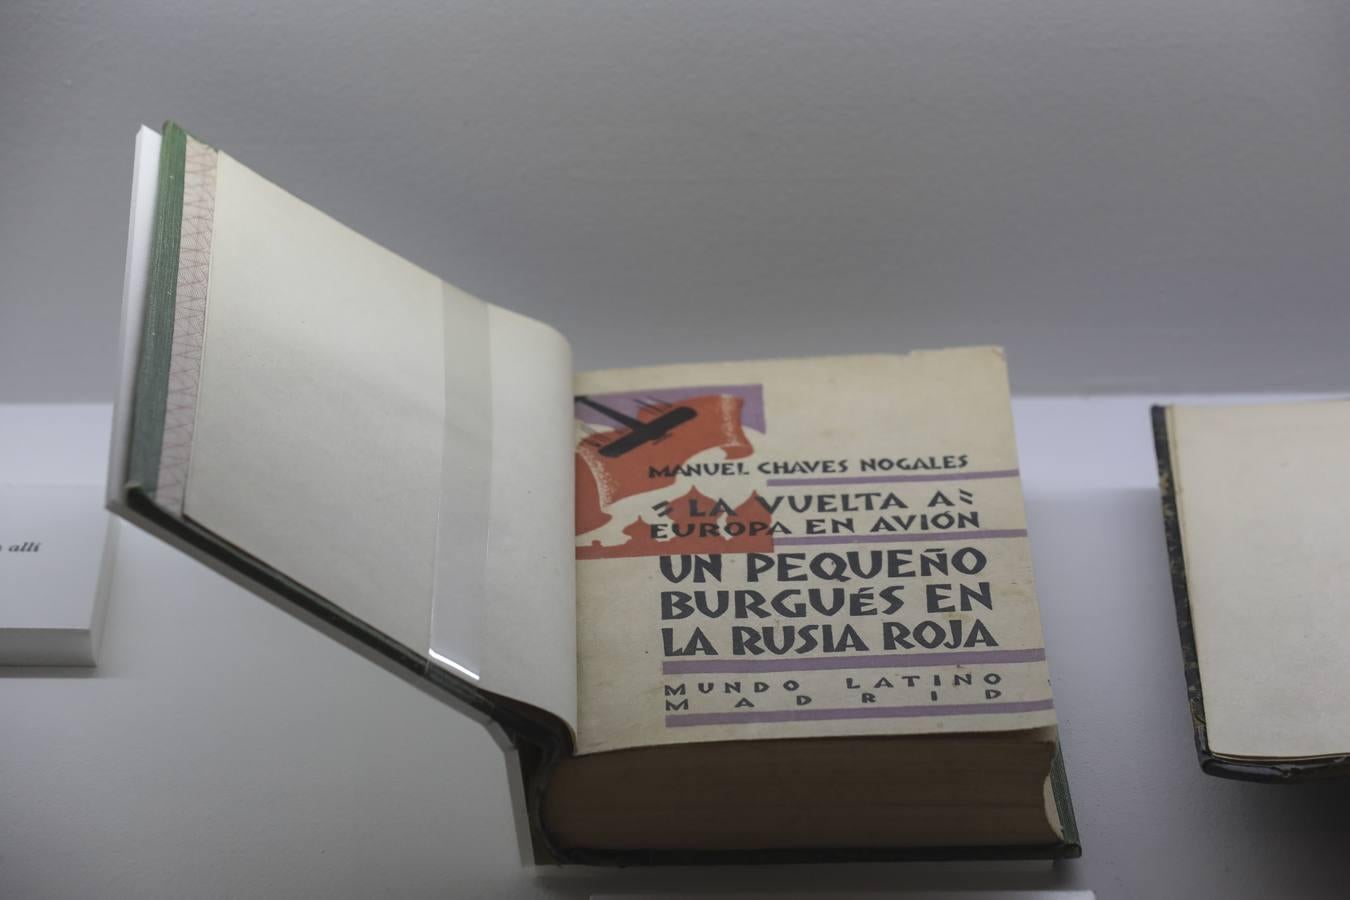 allí
MANUEL CHAVES NOGALES
"LA VUELTA A"
EUROPA EN AVIÓN
UN PEQUEÑO
BURGUÉS EN
LA RUSIA ROJA
MUNDO LATINO
MADRID